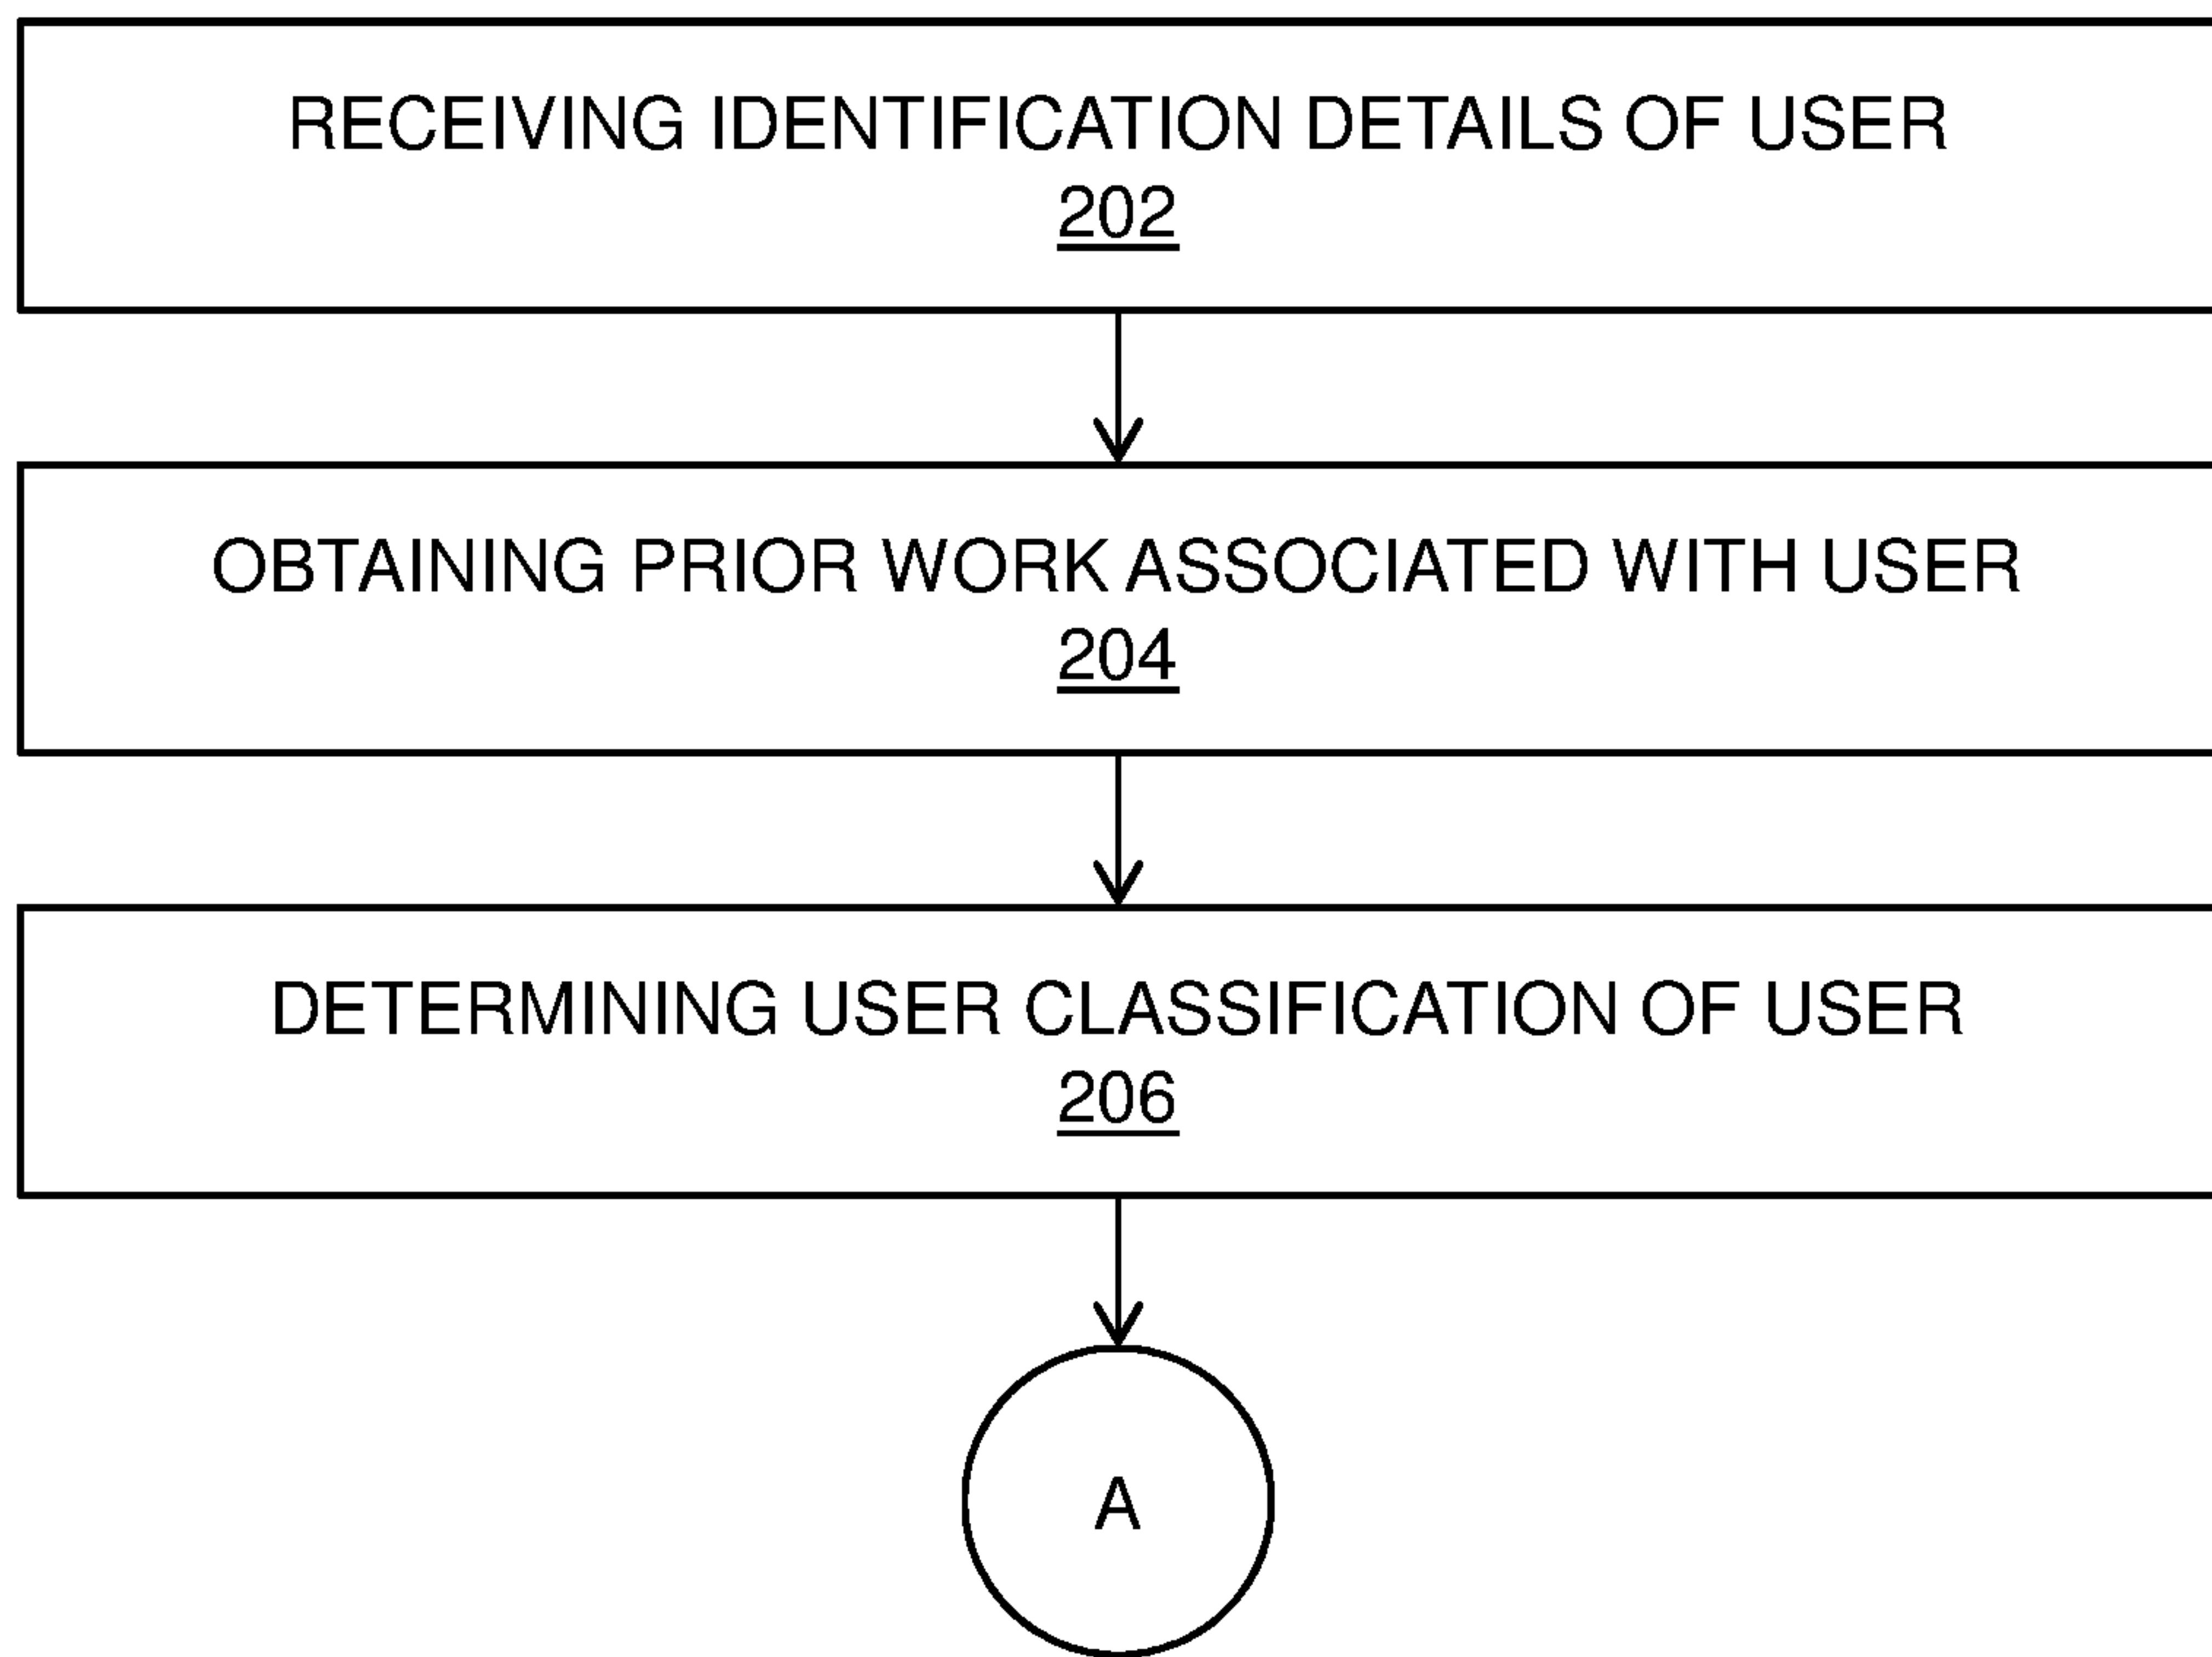 RECEIVING IDENTIFICATION DETAILS OF USER
202
OBTAINING PRIOR WORK ASSOCIATED WITH USER
204
DETERMINING USER CLASSIFICATION OF USER
206
A